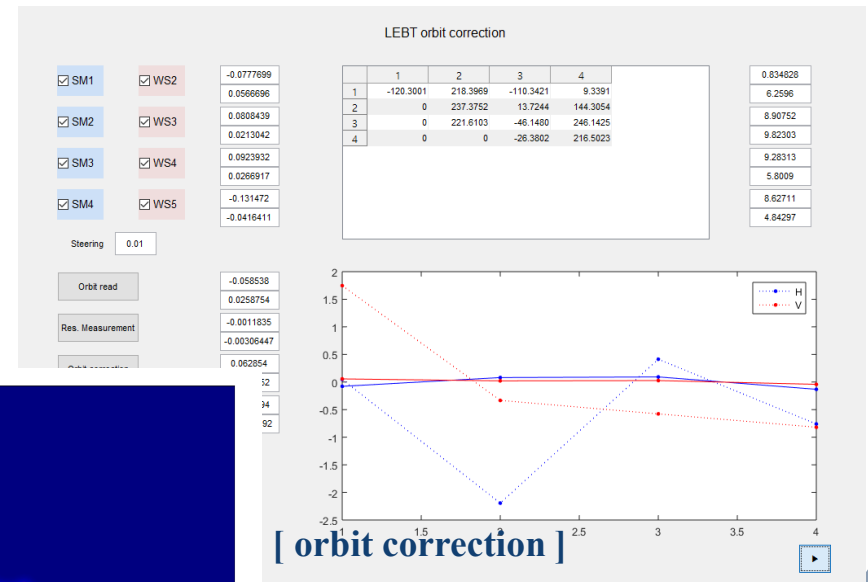 LEBT orbit correction
SM1 WS2 -0.0777699
0.0566696
SM2 WS3 0.0808439
0.0213042
SM3 WS4 0.0923932
0.0266917
SM4 WS5 -0.131472
-0.0416411
Steering 0.01
1 2 3 4
1 -120.3001 218.3969 -110.3421 9.3391
2 0 237.3752 13.7244 144.3054
3 0 221.6103 -46.1480 246.1425
4 0 0 -26.3802 216.5023
0.834828
6.2596
8.90752
9.82303
9.28313
5.8009
8.62711
4.84297
Orbit read -0.058538
0.0258754
Res. Measurement -0.0011835
-0.00306447
0.062854
52
94
92
2
1.5
1
0.5
0
-0.5
-1
-1.5
-2
-2.5
H
V
1 1.5 2.5 3 3.5 4
[ orbit correction ]